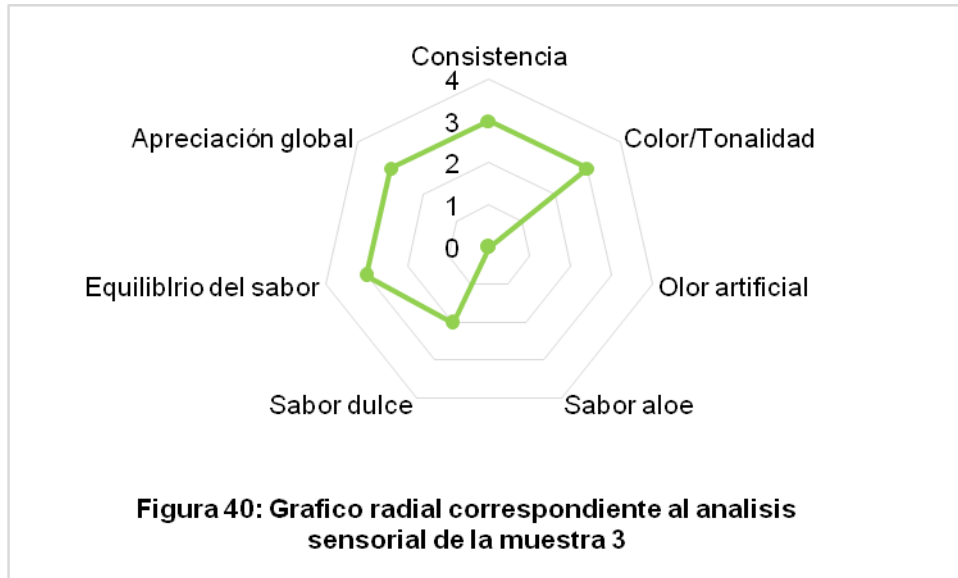 Consistencia
4
3
2
1
0
Color/Tonalidad
Olor artificial
Sabor aloe
Sabor dulce
Equiliblrio del sabor
Apreciación global
Figura 40: Grafico radial correspondiente al analisis
sensorial de la muestra 3